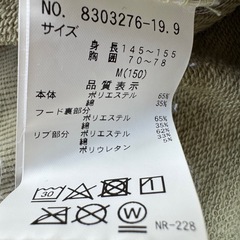 NO. 8303276-19.9
サイズ
身長 145~155
胸囲 70~78
M(150)
品質表示
本体 ポリエステル 65%
綿 35%
フード裏部分
ポリエステル 65%
綿 35%
リブ部分 ポリエステル 62%
綿 33%
ポリウレタン 5%
30
W
NR-228